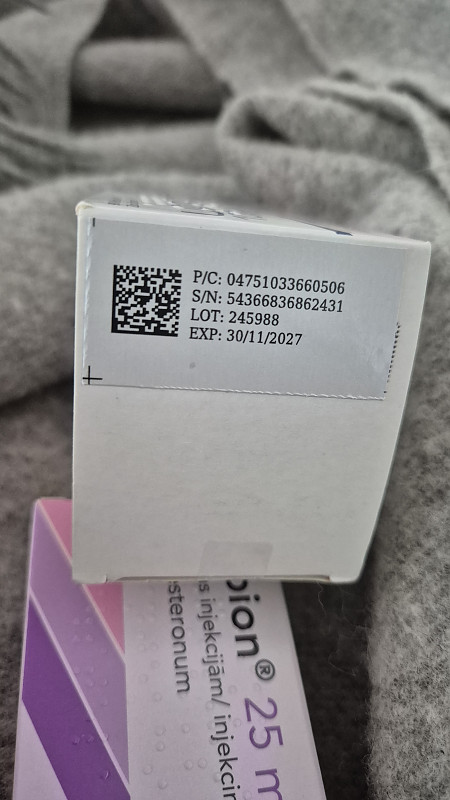 P/C: 04751033660506
S/N: 54366836862431
LOT: 245988
EXP: 30/11/2027
bion® 25 m
injekcijām/ injekcin
steronum